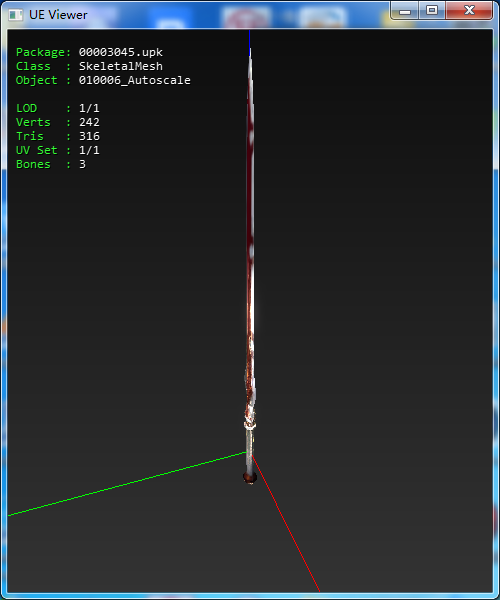 UE Viewer
Package: 00003045.upk
Class : SkeletalMesh
Object : 010006_Autoscale
LOD : 1/1
Verts : 242
Tris : 316
UV Set : 1/1
Bones : 3